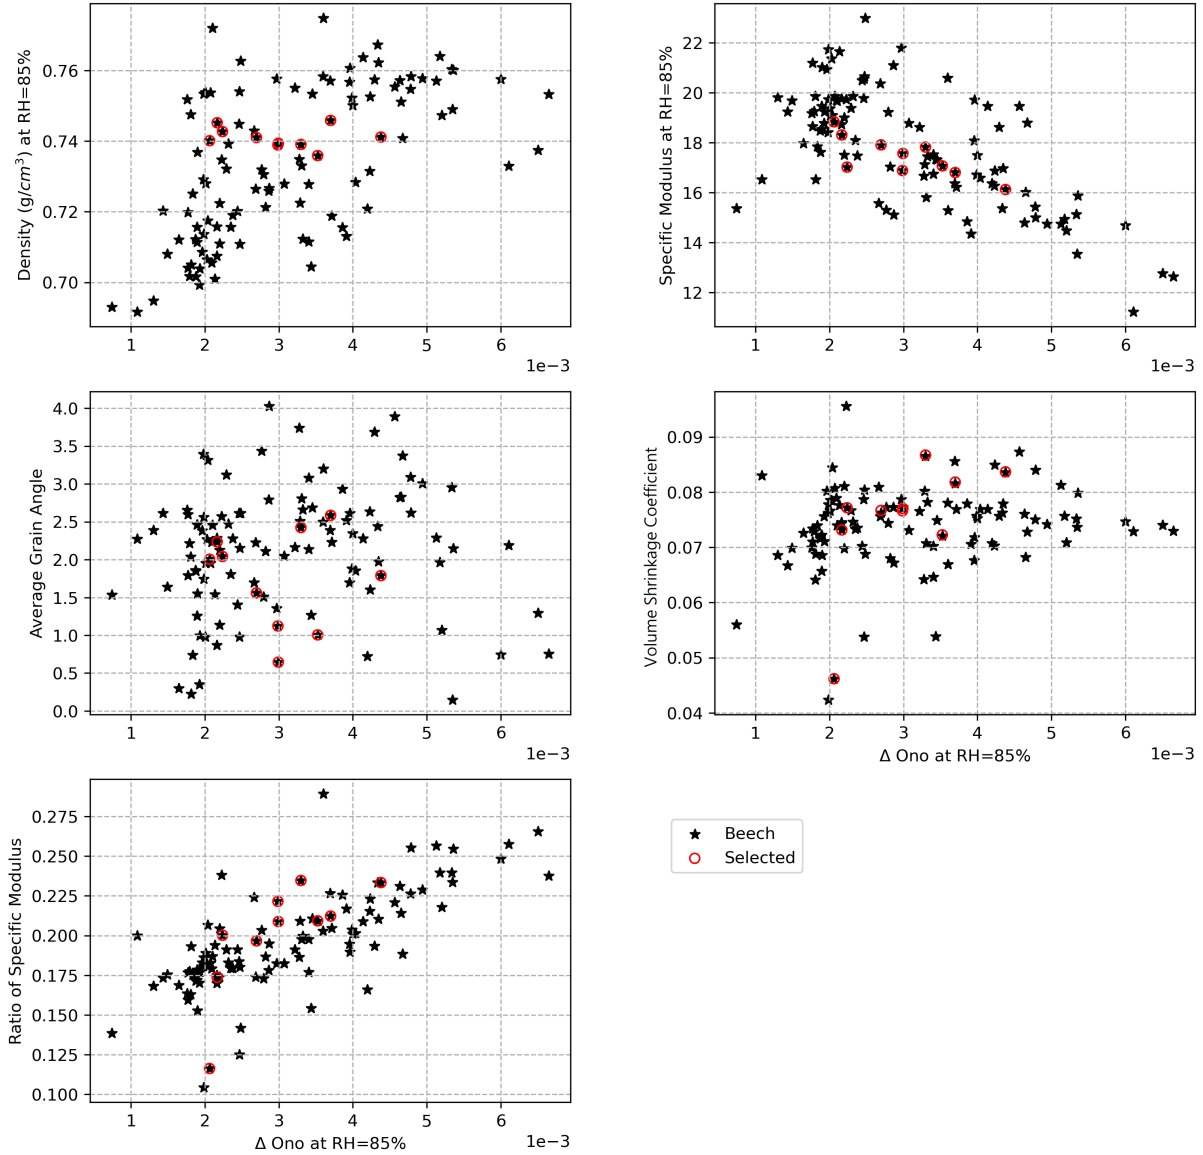 Density (g/cm³) at RH=85%
0.76
0.74
0.72
0.70
1 2 3 4 5 6
1e−3
Specific Modulus at RH=85%
22
20
18
16
14
12
1 2 3 4 5 6
1e−3
Average Grain Angle
4.0
3.5
3.0
2.5
2.0
1.5
1.0
0.5
0.0
1 2 3 4 5 6
1e−3
Volume Shrinkage Coefficient
0.09
0.08
0.07
0.06
0.05
0.04
1 2 3 4 5 6
Δ Ono at RH=85% 1e−3
Ratio of Specific Modulus
0.275
0.250
0.225
0.200
0.175
0.150
0.125
0.100
1 2 3 4 5 6
Δ Ono at RH=85% 1e−3
Beech
Selected